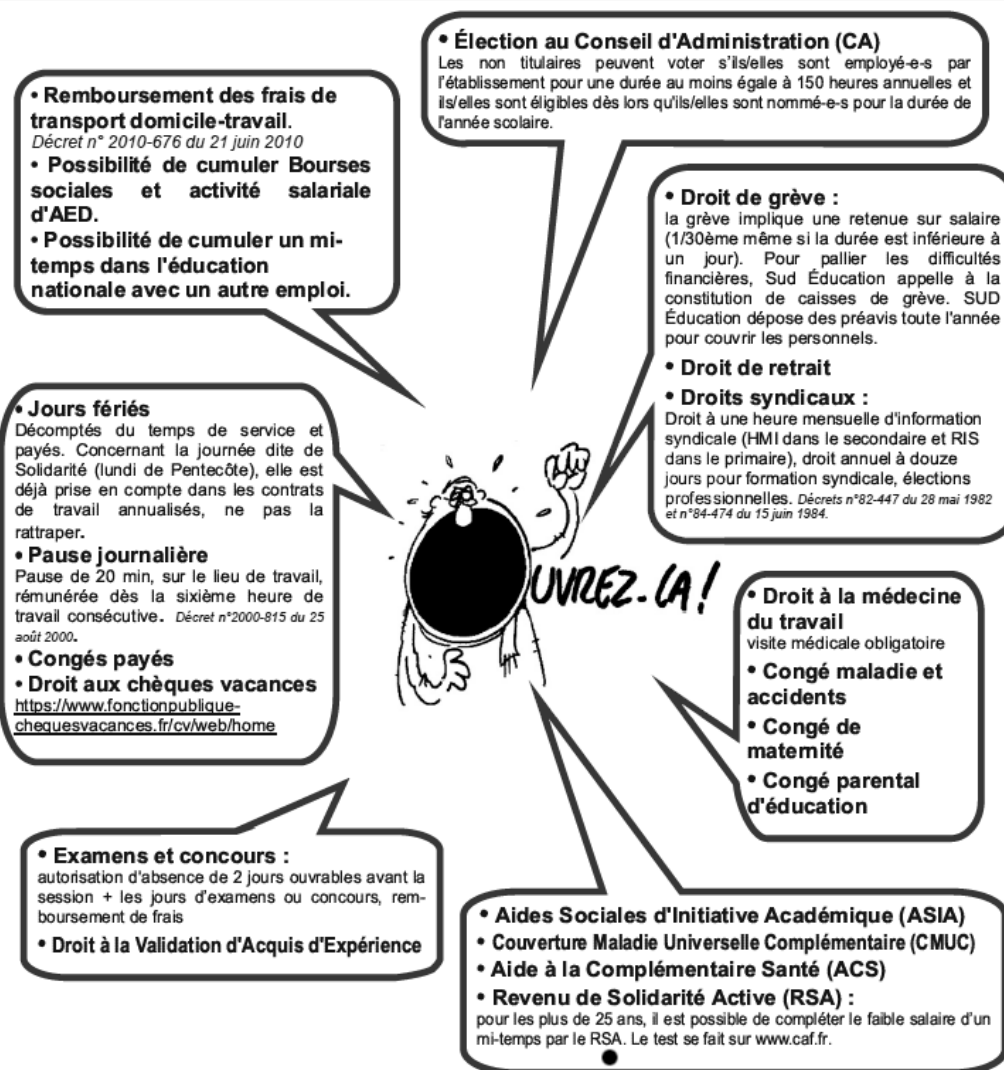 • Élection au Conseil d'Administration (CA)
Les non titulaires peuvent voter s'ils/elles sont employé-e-s par
l'établissement pour une durée au moins égale à 150 heures annuelles et
ils/elles sont éligibles dès lors qu'ils/elles sont nommé-e-s pour la durée de
l'année scolaire.
• Remboursement des frais de
transport domicile-travail.
Décret n° 2010-676 du 21 juin 2010
• Possibilité de cumuler Bourses
sociales et activité salariale
d'AED.
• Possibilité de cumuler un mi-
temps dans l'éducation
nationale avec un autre emploi.
• Droit de grève :
la grève implique une retenue sur salaire
(1/30ème même si la durée est inférieure à
un jour). Pour pallier les difficultés
financières, Sud Éducation appelle à la
constitution de caisses de grève. SUD
Éducation dépose des préavis toute l'année
pour couvrir les personnels.
• Droit de retrait
• Droits syndicaux :
Droit à une heure mensuelle d'information
syndicale (HMI dans le secondaire et RIS
dans le primaire), droit annuel à douze
jours pour formation syndicale, élections
professionnelles. Décrets n°82-447 du 28 mai 1982
et n°84-474 du 15 juin 1984.
• Jours fériés
Décomptés du temps de service et
payés. Concernant la journée dite de
Solidarité (lundi de Pentecôte), elle est
déjà prise en compte dans les contrats
de travail annualisés, ne pas la
rattraper.
• Pause journalière
Pause de 20 min, sur le lieu de travail,
rémunérée dès la sixième heure de
travail consécutive. Décret n°2000-815 du 25
août 2000.
• Congés payés
• Droit aux chèques vacances
https://www.fonctionpublique-
chequesvacances.fr/cv/web/home
UVREZ-LA!
• Droit à la médecine
du travail
visite médicale obligatoire
• Congé maladie et
accidents
• Congé de
maternité
• Congé parental
d'éducation
• Examens et concours :
autorisation d'absence de 2 jours ouvrables avant la
session + les jours d'examens ou concours, rem-
boursement de frais
• Droit à la Validation d'Acquis d'Expérience
• Aides Sociales d'Initiative Académique (ASIA)
• Couverture Maladie Universelle Complémentaire (CMUC)
• Aide à la Complémentaire Santé (ACS)
• Revenu de Solidarité Active (RSA) :
pour les plus de 25 ans, il est possible de compléter le faible salaire d'un
mi-temps par le RSA. Le test se fait sur www.caf.fr.